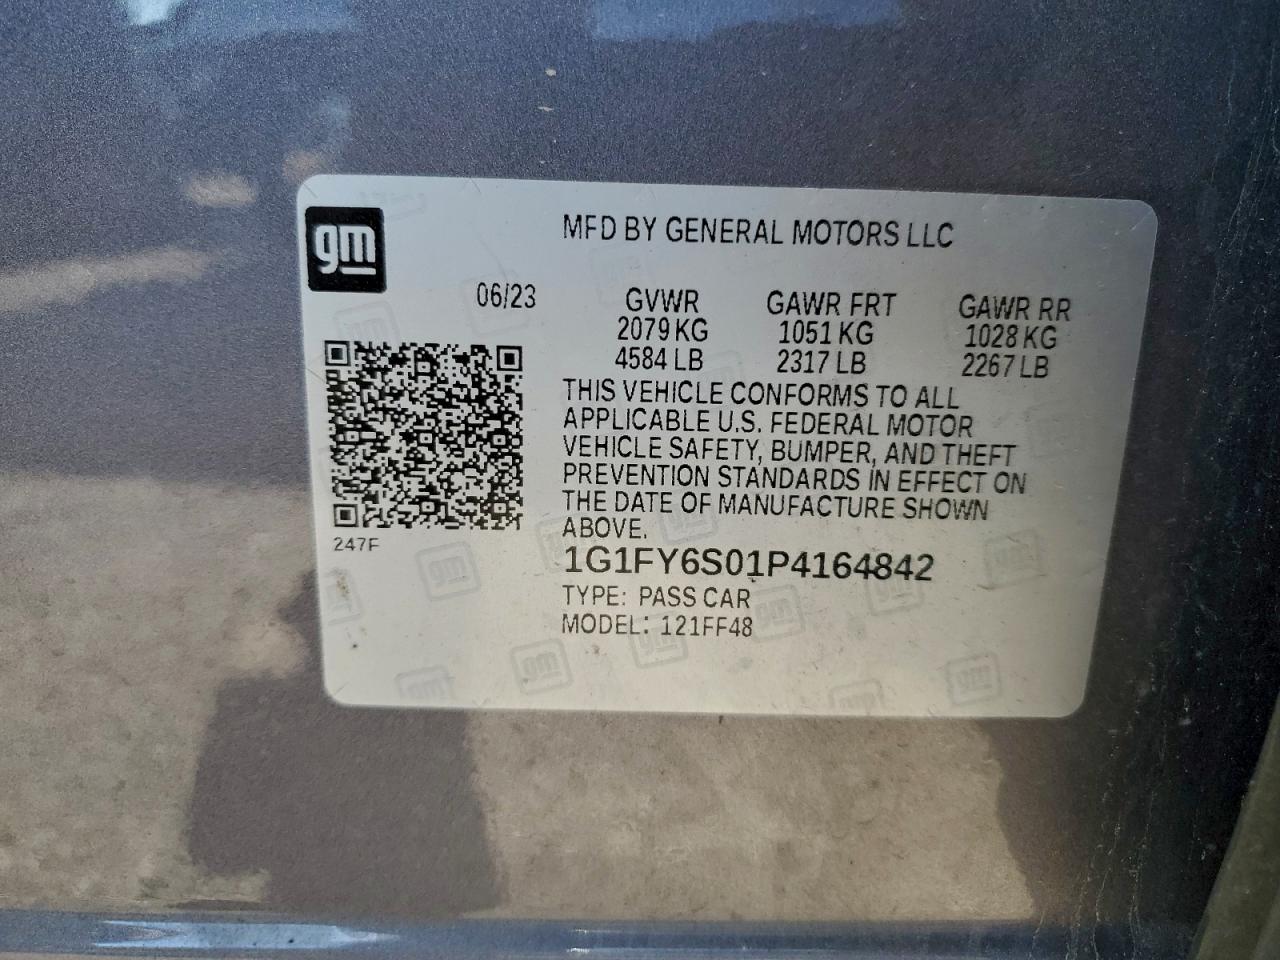 gm
MFD BY GENERAL MOTORS LLC
06/23
GVWR GAWR FRT GAWR RR
2079 KG 1051 KG 1028 KG
4584 LB 2317 LB 2267 LB
THIS VEHICLE CONFORMS TO ALL
APPLICABLE U.S. FEDERAL MOTOR
VEHICLE SAFETY, BUMPER, AND THEFT
PREVENTION STANDARDS IN EFFECT ON
THE DATE OF MANUFACTURE SHOWN
ABOVE.
247F
1G1FY6S01P4164842
TYPE: PASS CAR
MODEL: 121FF48